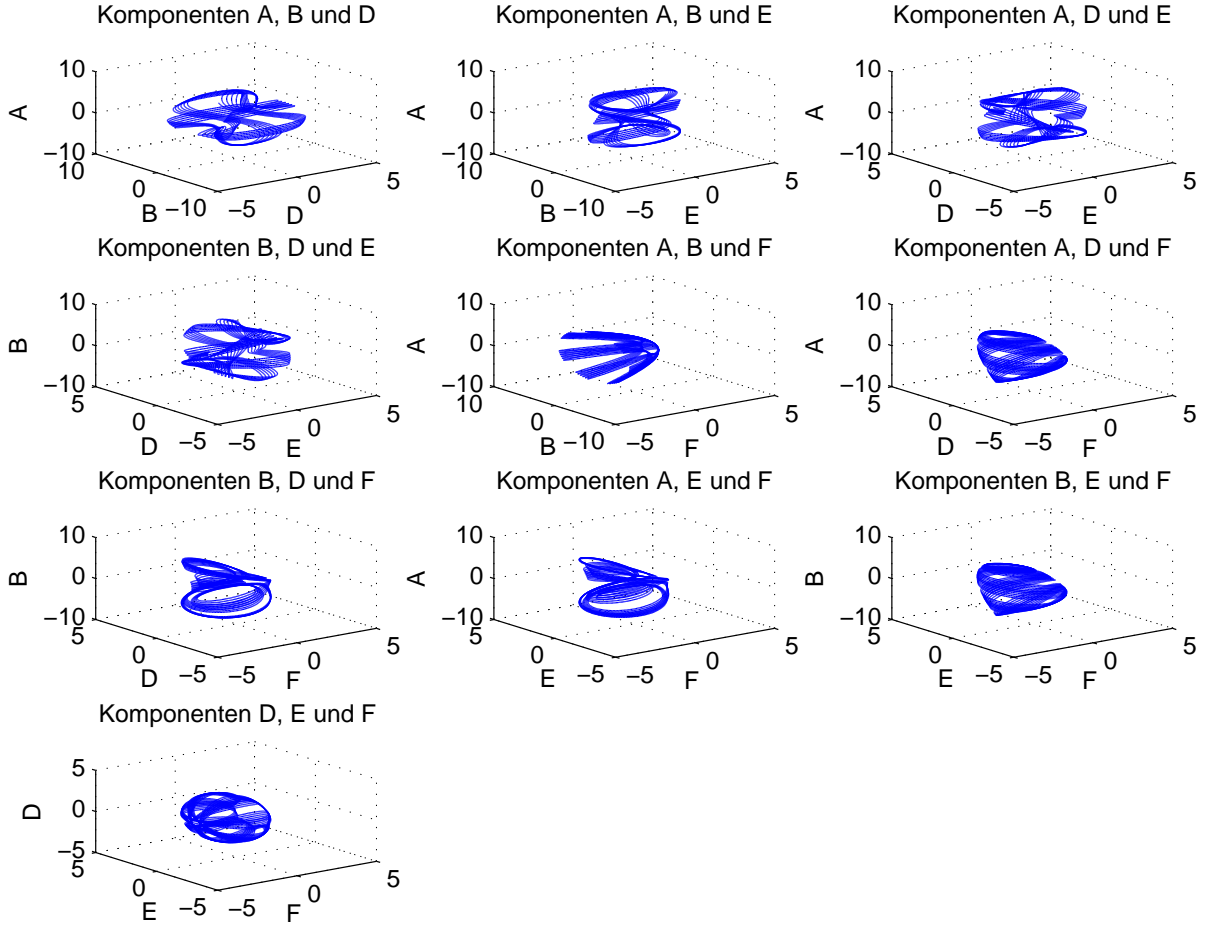 Komponenten A, B und D
10
0
−10
A
10
0
−10
B
−5
0
5
D
Komponenten A, B und E
10
0
−10
A
10
0
−10
B
−5
0
5
E
Komponenten A, D und E
10
0
−10
A
5
0
−5
D
−5
0
5
E
Komponenten B, D und E
10
0
−10
B
5
0
−5
D
−5
0
5
E
Komponenten A, B und F
10
0
−10
A
10
0
−10
B
−5
0
5
F
Komponenten A, D und F
10
0
−10
A
5
0
−5
D
−5
0
5
F
Komponenten B, D und F
10
0
−10
B
5
0
−5
D
−5
0
5
F
Komponenten A, E und F
10
0
−10
A
5
0
−5
E
−5
0
5
F
Komponenten B, E und F
10
0
−10
B
5
0
−5
E
−5
0
5
F
Komponenten D, E und F
5
0
−5
D
5
0
−5
E
−5
0
5
F